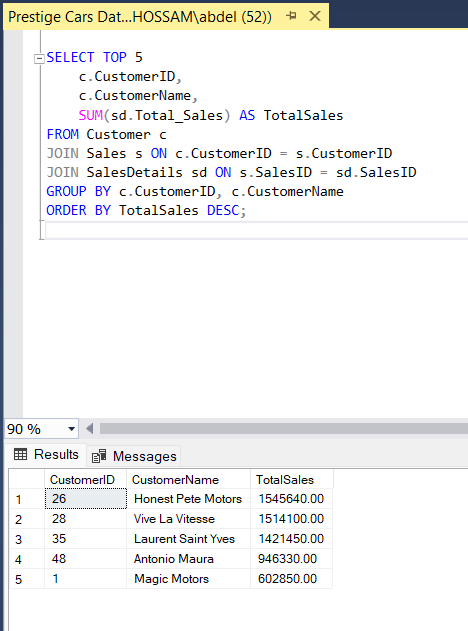 Prestige Cars Dat...HOSSAM\abdel (52))
SELECT TOP 5
c.CustomerID,
c.CustomerName,
SUM(sd.Total_Sales) AS TotalSales
FROM Customer c
JOIN Sales s ON c.CustomerID = s.CustomerID
JOIN SalesDetails sd ON s.SalesID = sd.SalesID
GROUP BY c.CustomerID, c.CustomerName
ORDER BY TotalSales DESC;
90 %
Results Messages
CustomerID CustomerName TotalSales
1 26 Honest Pete Motors 1545640.00
2 28 Vive La Vitesse 1514100.00
3 35 Laurent Saint Yves 1421450.00
4 48 Antonio Maura 946330.00
5 1 Magic Motors 602850.00